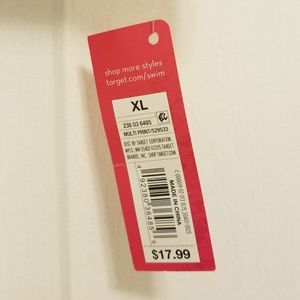 shop more styles
target.com/swim
XL
238 03 6485
MULTI PRINT/529533
DIST BY TARGET CORPORATION
MPLS, MN 55403 ©2015 TARGET
BRANDS, INC. SHOP TARGET.COM
MADE IN CHINA
$17.99